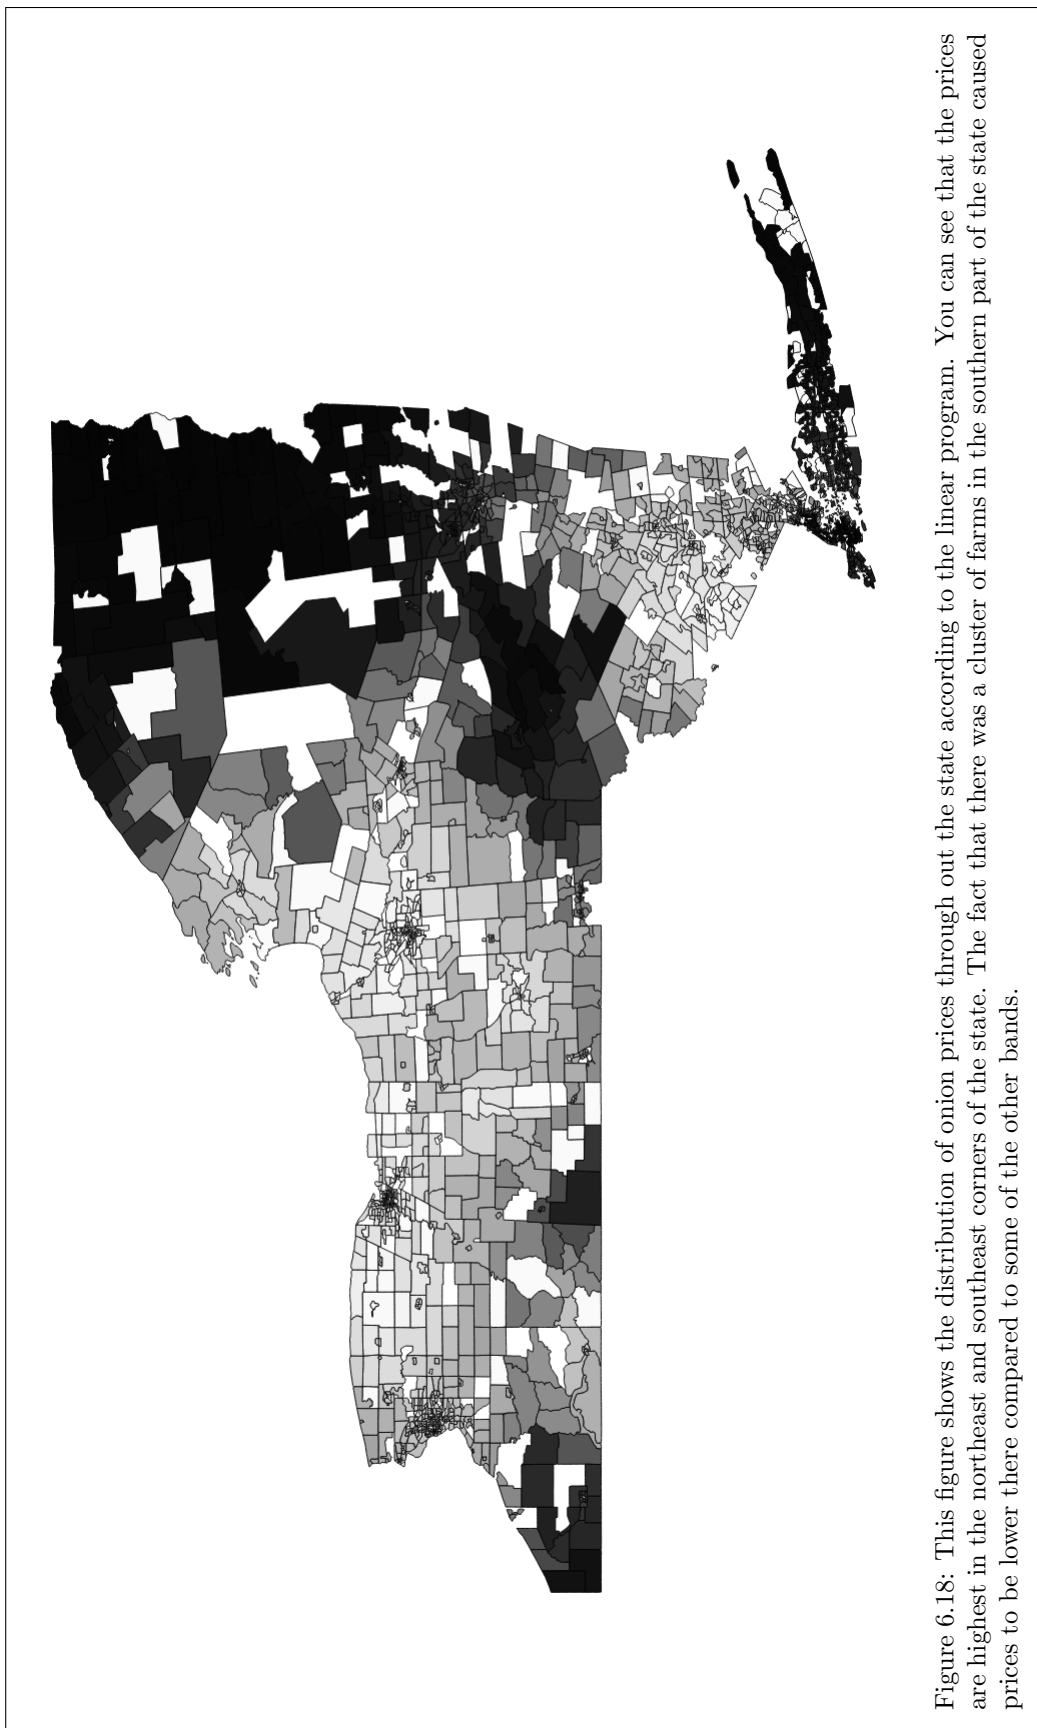 Figure 6.18: This figure shows the distribution of onion prices through out the state according to the linear program. You can see that the prices
are highest in the northeast and southeast corners of the state. The fact that there was a cluster of farms in the southern part of the state caused
prices to be lower there compared to some of the other bands.